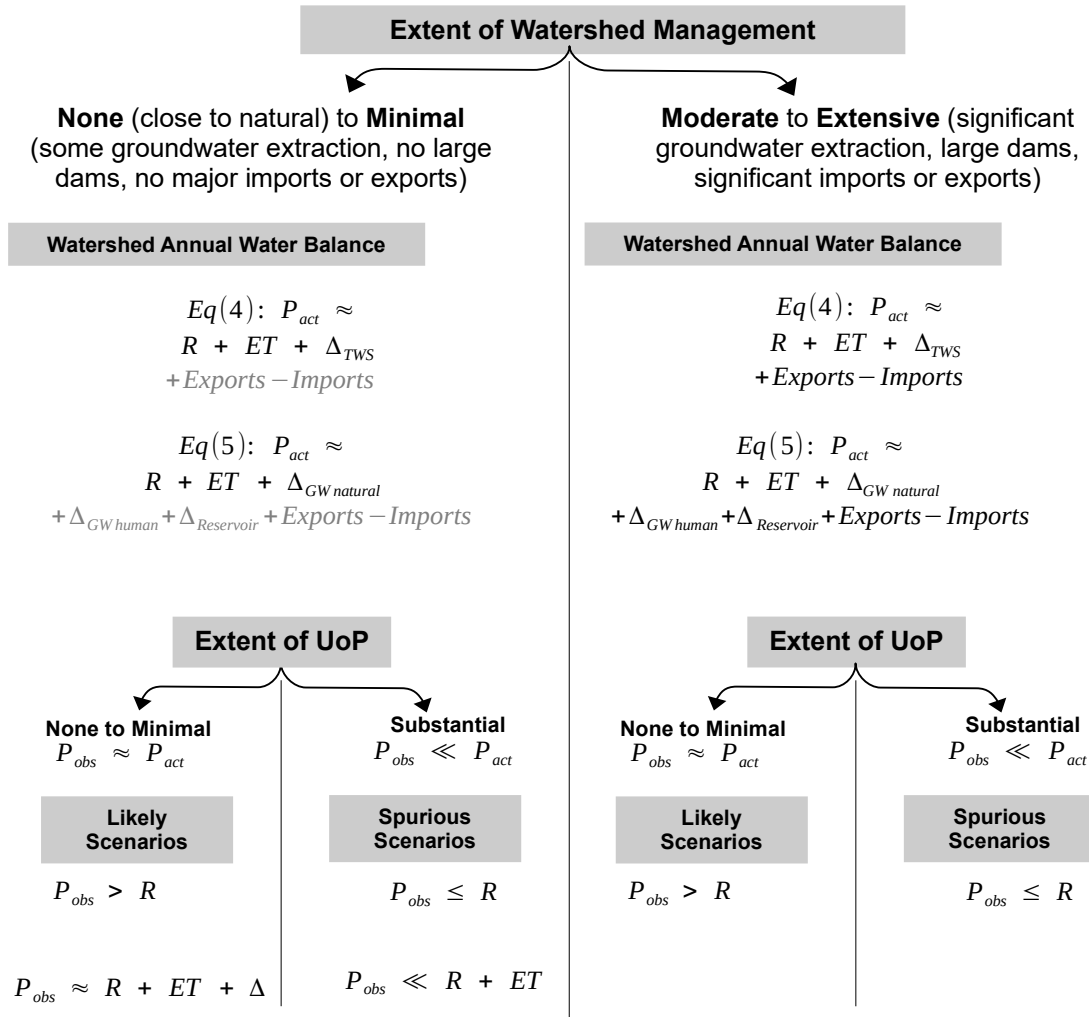 Extent of Watershed Management
None (close to natural) to Minimal
(some groundwater extraction, no large
dams, no major imports or exports)
Watershed Annual Water Balance
Eq(4): P_act ≈
R + ET + Δ_TWS
+Exports−Imports
Eq(5): P_act ≈
R + ET + Δ_GW natural
+Δ_GW human+Δ_Reservoir+Exports−Imports
Extent of UoP
None to Minimal
P_obs ≈ P_act
Likely
Scenarios
P_obs > R
P_obs ≈ R + ET + Δ
Substantial
P_obs ≪ P_act
Spurious
Scenarios
P_obs ≤ R
P_obs ≪ R + ET
Moderate to Extensive (significant
groundwater extraction, large dams,
significant imports or exports)
Watershed Annual Water Balance
Eq(4): P_act ≈
R + ET + Δ_TWS
+Exports−Imports
Eq(5): P_act ≈
R + ET + Δ_GW natural
+Δ_GW human+Δ_Reservoir+Exports−Imports
Extent of UoP
None to Minimal
P_obs ≈ P_act
Likely
Scenarios
P_obs > R
Substantial
P_obs ≪ P_act
Spurious
Scenarios
P_obs ≤ R